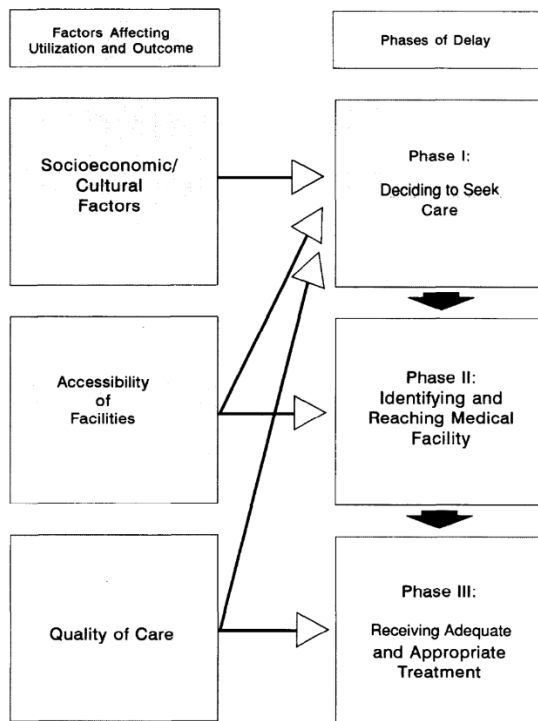 Factors Affecting
Utilization and Outcome
Phases of Delay
Socioeconomic/
Cultural
Factors
Phase I:
Deciding to Seek
Care
Accessibility
of
Facilities
Phase II:
Identifying and
Reaching Medical
Facility
Quality of Care
Phase III:
Receiving Adequate
and Appropriate
Treatment